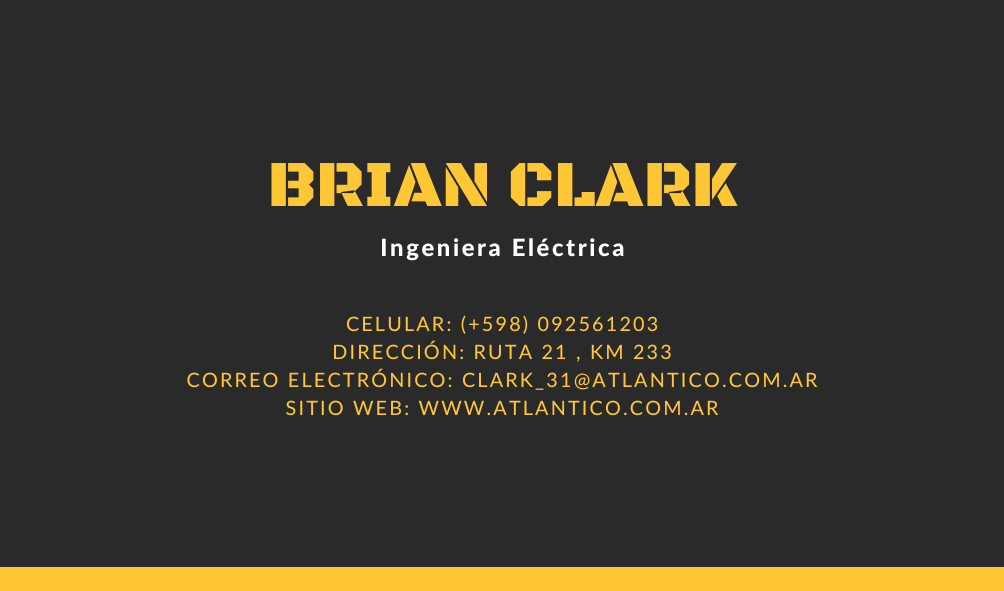 BRIAN CLARK
Ingeniera Eléctrica
CELULAR: (+598) 092561203
DIRECCIÓN: RUTA 21 , KM 233
CORREO ELECTRÓNICO: CLARK_31@ATLANTICO.COM.AR
SITIO WEB: WWW.ATLANTICO.COM.AR